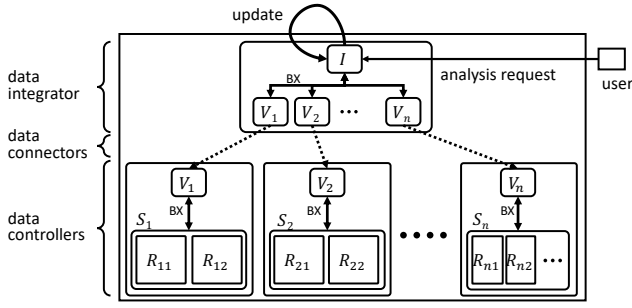 update
I
data
integrator
BX
analysis request
user
V1 V2 ... Vn
data
connectors
V1 V2 Vn
data
controllers
BX BX BX
S1 S2 Sn
R11 R12 R21 R22 Rn1 Rn2 ...